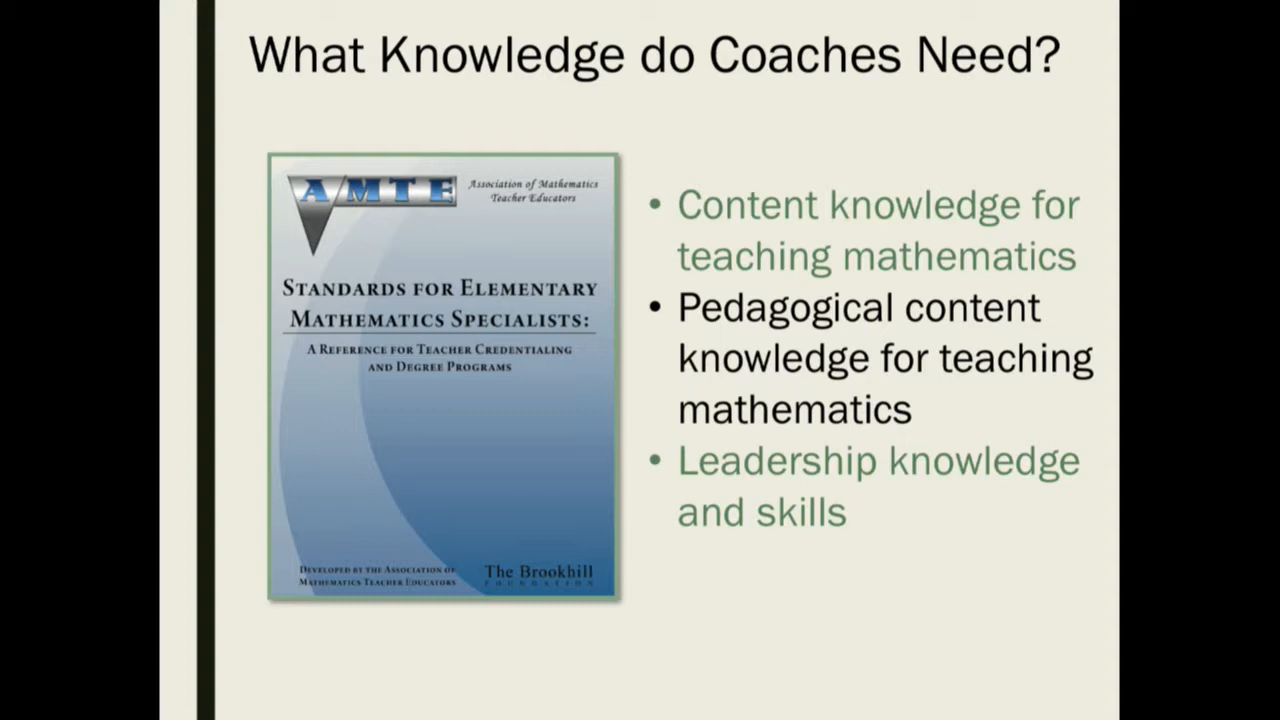 What Knowledge do Coaches Need?
AMTE
Association of Mathematics
Teacher Educators
STANDARDS FOR ELEMENTARY
MATHEMATICS SPECIALISTS:
A REFERENCE FOR TEACHER CREDENTIALING
AND DEGREE PROGRAMS
DEVELOPED BY THE ASSOCIATION OF
MATHEMATICS TEACHER EDUCATORS
The Brookhill
FOUNDATION
• Content knowledge for
teaching mathematics
• Pedagogical content
knowledge for teaching
mathematics
• Leadership knowledge
and skills